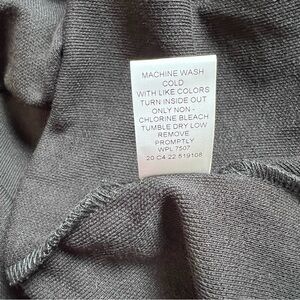 MACHINE WASH
COLD
WITH LIKE COLORS
TURN INSIDE OUT
ONLY NON -
CHLORINE BLEACH
TUMBLE DRY LOW
REMOVE
PROMPTLY
WPL 7507
20 C4 22 519108